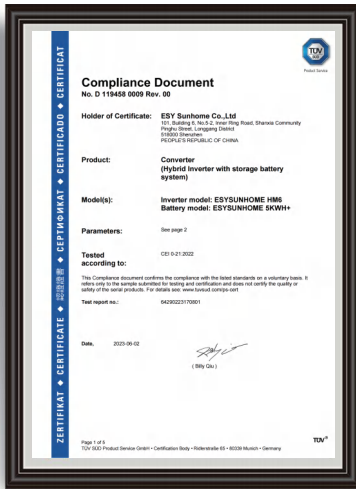 TÜV
SÜD
Product Service
Compliance Document
No. D 119458 0009 Rev. 00
Holder of Certificate: ESY Sunhome Co.,Ltd
101, Building 6, No.5-2, Inner Ring Road, Shanxia Community
Pinghu Street, Longgang District
518000 Shenzhen
PEOPLE'S REPUBLIC OF CHINA
Product: Converter
(Hybrid Inverter with storage battery
system)
Model(s): Inverter model: ESYSUNHOME HM6
Battery model: ESYSUNHOME 5KWH+
Parameters: See page 2
Tested
according to: CEI 0-21:2022
This Compliance document confirms the compliance with the listed standards on a voluntary basis. It
refers only to the sample submitted for testing and certification and does not certify the quality or
safety of the serial products. For details see: www.tuvsud.com/ps-cert
Test report no.: 64290223170801
Date, 2023-06-02
( Billy Qiu )
Page 1 of 5
TÜV SÜD Product Service GmbH • Certification Body • Ridlerstraße 65 • 80339 Munich • Germany
TÜV®
ZERTIFIKAT ◆ CERTIFICATE ◆ 認證證書 ◆ СЕРТИФИКАТ ◆ CERTIFICADO ◆ CERTIFICAT